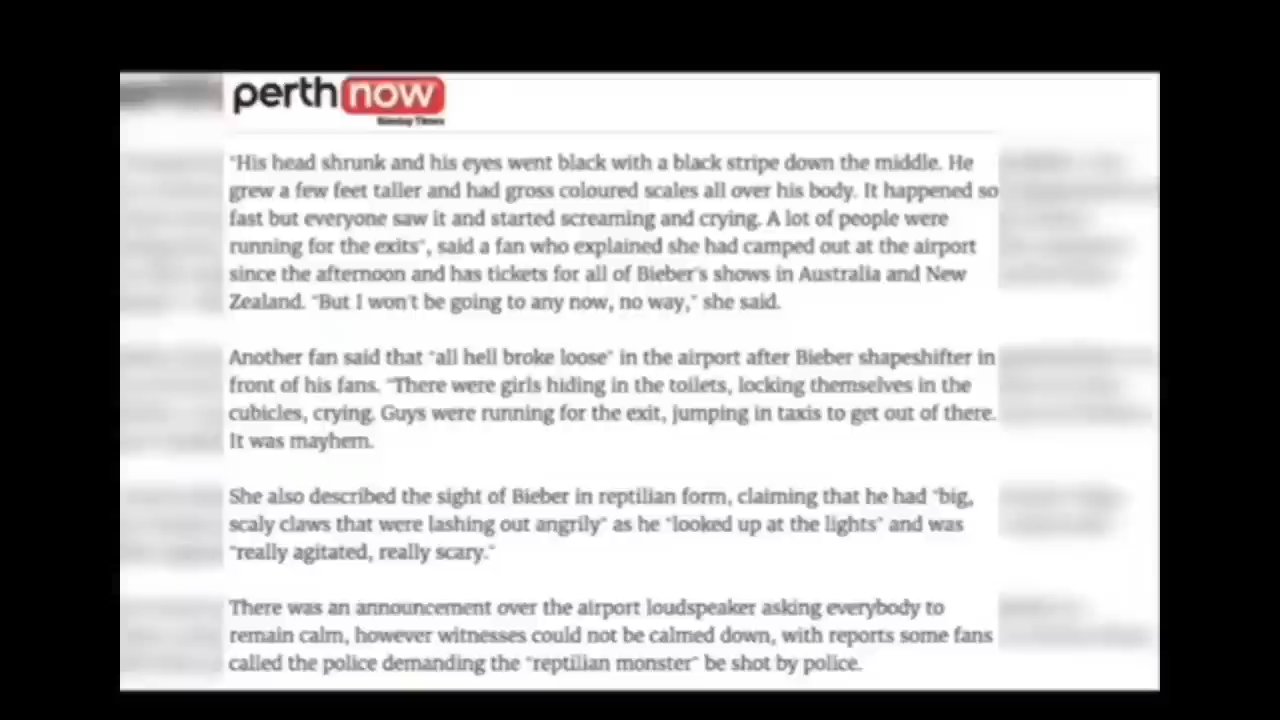 perth now
Sunday Times
"His head shrunk and his eyes went black with a black stripe down the middle. He
grew a few feet taller and had gross coloured scales all over his body. It happened so
fast but everyone saw it and started screaming and crying. A lot of people were
running for the exits", said a fan who explained she had camped out at the airport
since the afternoon and has tickets for all of Bieber's shows in Australia and New
Zealand. "But I won't be going to any now, no way," she said.
Another fan said that "all hell broke loose" in the airport after Bieber shapeshifter in
front of his fans. "There were girls hiding in the toilets, locking themselves in the
cubicles, crying. Guys were running for the exit, jumping in taxis to get out of there.
It was mayhem.
She also described the sight of Bieber in reptilian form, claiming that he had "big,
scaly claws that were lashing out angrily" as he "looked up at the lights" and was
"really agitated, really scary."
There was an announcement over the airport loudspeaker asking everybody to
remain calm, however witnesses could not be calmed down, with reports some fans
called the police demanding the "reptilian monster" be shot by police.